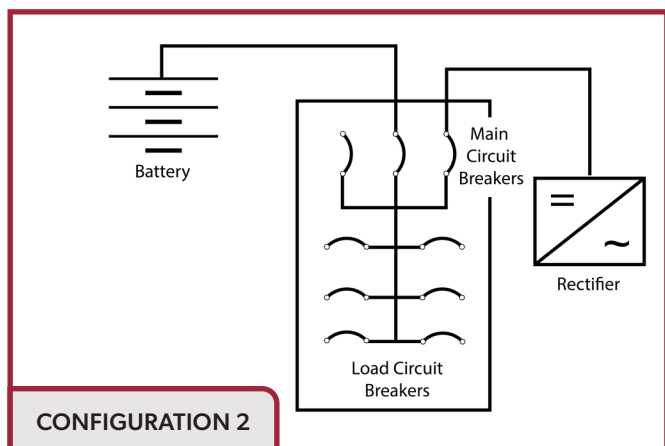 Main
Circuit
Breakers
Battery
Rectifier
Load Circuit
Breakers
CONFIGURATION 2